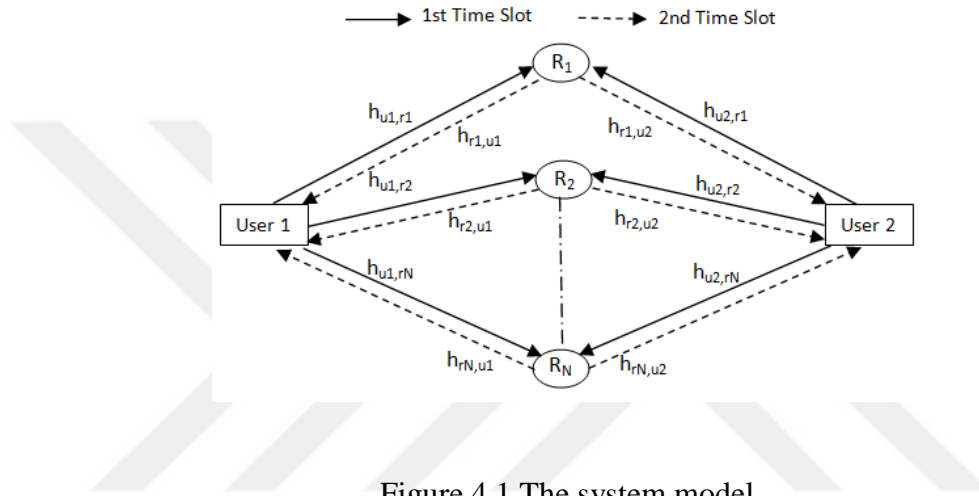 1st Time Slot 2nd Time Slot
R1
hu1,r1 hu2,r1
hr1,u1 hr1,u2
hu1,r2 R2 hu2,r2
User 1 hr2,u1 hr2,u2 User 2
hu1,rN hu2,rN
hrN,u1 RN hrN,u2
Figure 4.1 The system model